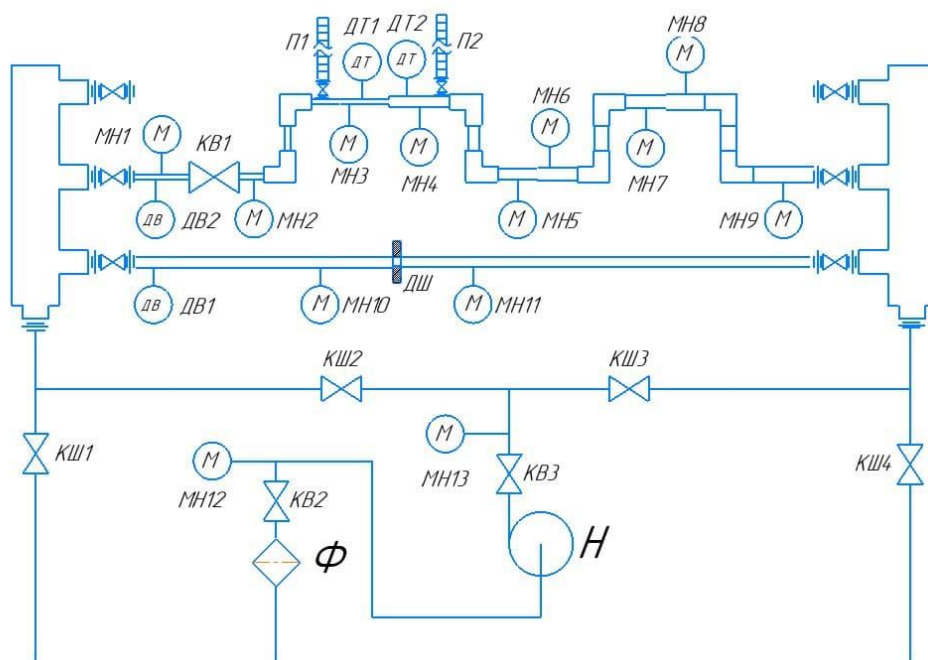 П1 ДТ1 ДТ2 П2 МН8
ДТ ДТ М
МН1 М КВ1 МН6
М
М М М
МН3 МН4 МН7
ДВ ДВ2 М МН2 М МН5 М МН9
ДШ
ДВ ДВ1 М МН10 М МН11
КШ2 КШ3
КШ1 М М КШ4
МН12 КВ2 МН13 КВ3
Ф Н